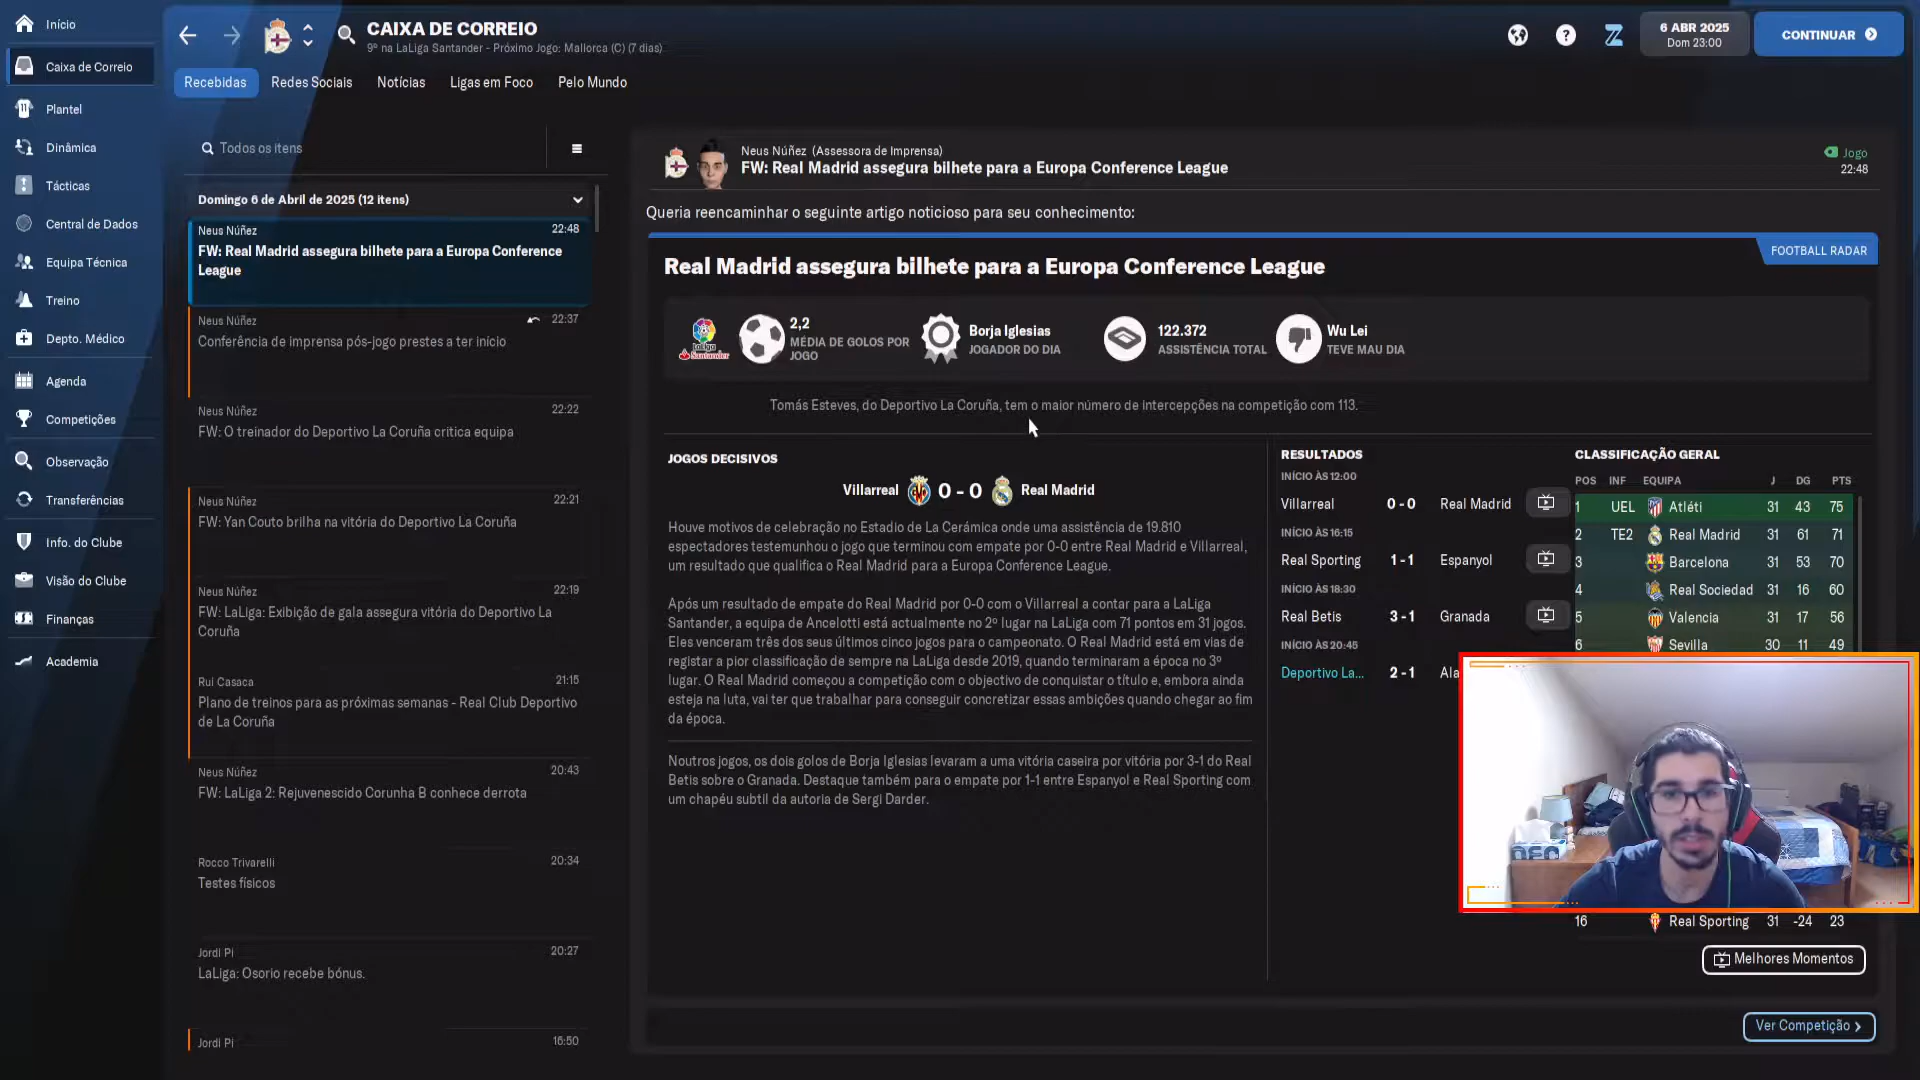 Início
Caixa de Correio
Plantel
Dinâmica
Tácticas
Central de Dados
Equipa Técnica
Treino
Depto. Médico
Agenda
Competições
Observação
Transferências
Info. do Clube
Visão do Clube
Finanças
Academia
CAIXA DE CORREIO
9º na LaLiga Santander - Próximo Jogo: Mallorca (C) (7 dias)
6 ABR 2025
Dom 23:00
CONTINUAR
Recebidas
Redes Sociais
Notícias
Ligas em Foco
Pelo Mundo
Todos os itens
Domingo 6 de Abril de 2025 (12 itens)
Neus Núñez 22:48
FW: Real Madrid assegura bilhete para a Europa Conference
League
Neus Núñez 22:37
Conferência de imprensa pós-jogo prestes a ter início
Neus Núñez 22:22
FW: O treinador do Deportivo La Coruña critica equipa
Neus Núñez 22:21
FW: Yan Couto brilha na vitória do Deportivo La Coruña
Neus Núñez 22:19
FW: LaLiga: Exibição de gala assegura vitória do Deportivo La
Coruña
Rui Casaca 21:15
Plano de treinos para as próximas semanas - Real Club Deportivo
de La Coruña
Neus Núñez 20:43
FW: LaLiga 2: Rejuvenescido Corunha B conhece derrota
Rocco Trivarelli 20:34
Testes físicos
Jordi Pi 20:27
LaLiga: Osorio recebe bónus.
Jordi Pi 16:50
Neus Núñez (Assessora de Imprensa)
FW: Real Madrid assegura bilhete para a Europa Conference League
Jogo
22:48
Queria reencaminhar o seguinte artigo noticioso para seu conhecimento:
FOOTBALL RADAR
Real Madrid assegura bilhete para a Europa Conference League
2,2
MÉDIA DE GOLOS POR
JOGO
Borja Iglesias
JOGADOR DO DIA
122.372
ASSISTÊNCIA TOTAL
Wu Lei
TEVE MAU DIA
Tomás Esteves, do Deportivo La Coruña, tem o maior número de intercepções na competição com 113.
JOGOS DECISIVOS
Villarreal 0 - 0 Real Madrid
Houve motivos de celebração no Estadio de La Cerámica onde uma assistência de 19.810
espectadores testemunhou o jogo que terminou com empate por 0-0 entre Real Madrid e Villarreal,
um resultado que qualifica o Real Madrid para a Europa Conference League.
Após um resultado de empate do Real Madrid por 0-0 com o Villarreal a contar para a LaLiga
Santander, a equipa de Ancelotti está actualmente no 2º lugar na LaLiga com 71 pontos em 31 jogos.
Eles venceram três dos seus últimos cinco jogos para o campeonato. O Real Madrid está em vias de
registar a pior classificação de sempre na LaLiga desde 2019, quando terminaram a época no 3º
lugar. O Real Madrid começou a competição com o objectivo de conquistar o título e, embora ainda
esteja na luta, vai ter que trabalhar para conseguir concretizar essas ambições quando chegar ao fim
da época.
Noutros jogos, os dois golos de Borja Iglesias levaram a uma vitória caseira por vitória por 3-1 do Real
Betis sobre o Granada. Destaque também para o empate por 1-1 entre Espanyol e Real Sporting com
um chapéu subtil da autoria de Sergi Darder.
RESULTADOS
INÍCIO ÀS 12:00
Villarreal 0 - 0 Real Madrid
INÍCIO ÀS 16:15
Real Sporting 1 - 1 Espanyol
INÍCIO ÀS 18:30
Real Betis 3 - 1 Granada
INÍCIO ÀS 20:45
Deportivo La... 2 - 1 Ala
CLASSIFICAÇÃO GERAL
POS INF EQUIPA J DG PTS
1 UEL Atléti 31 43 75
2 TE2 Real Madrid 31 61 71
3 Barcelona 31 53 70
4 Real Sociedad 31 16 60
5 Valencia 31 17 56
6 Sevilla 30 11 49
16 Real Sporting 31 -24 23
Melhores Momentos
Ver Competição